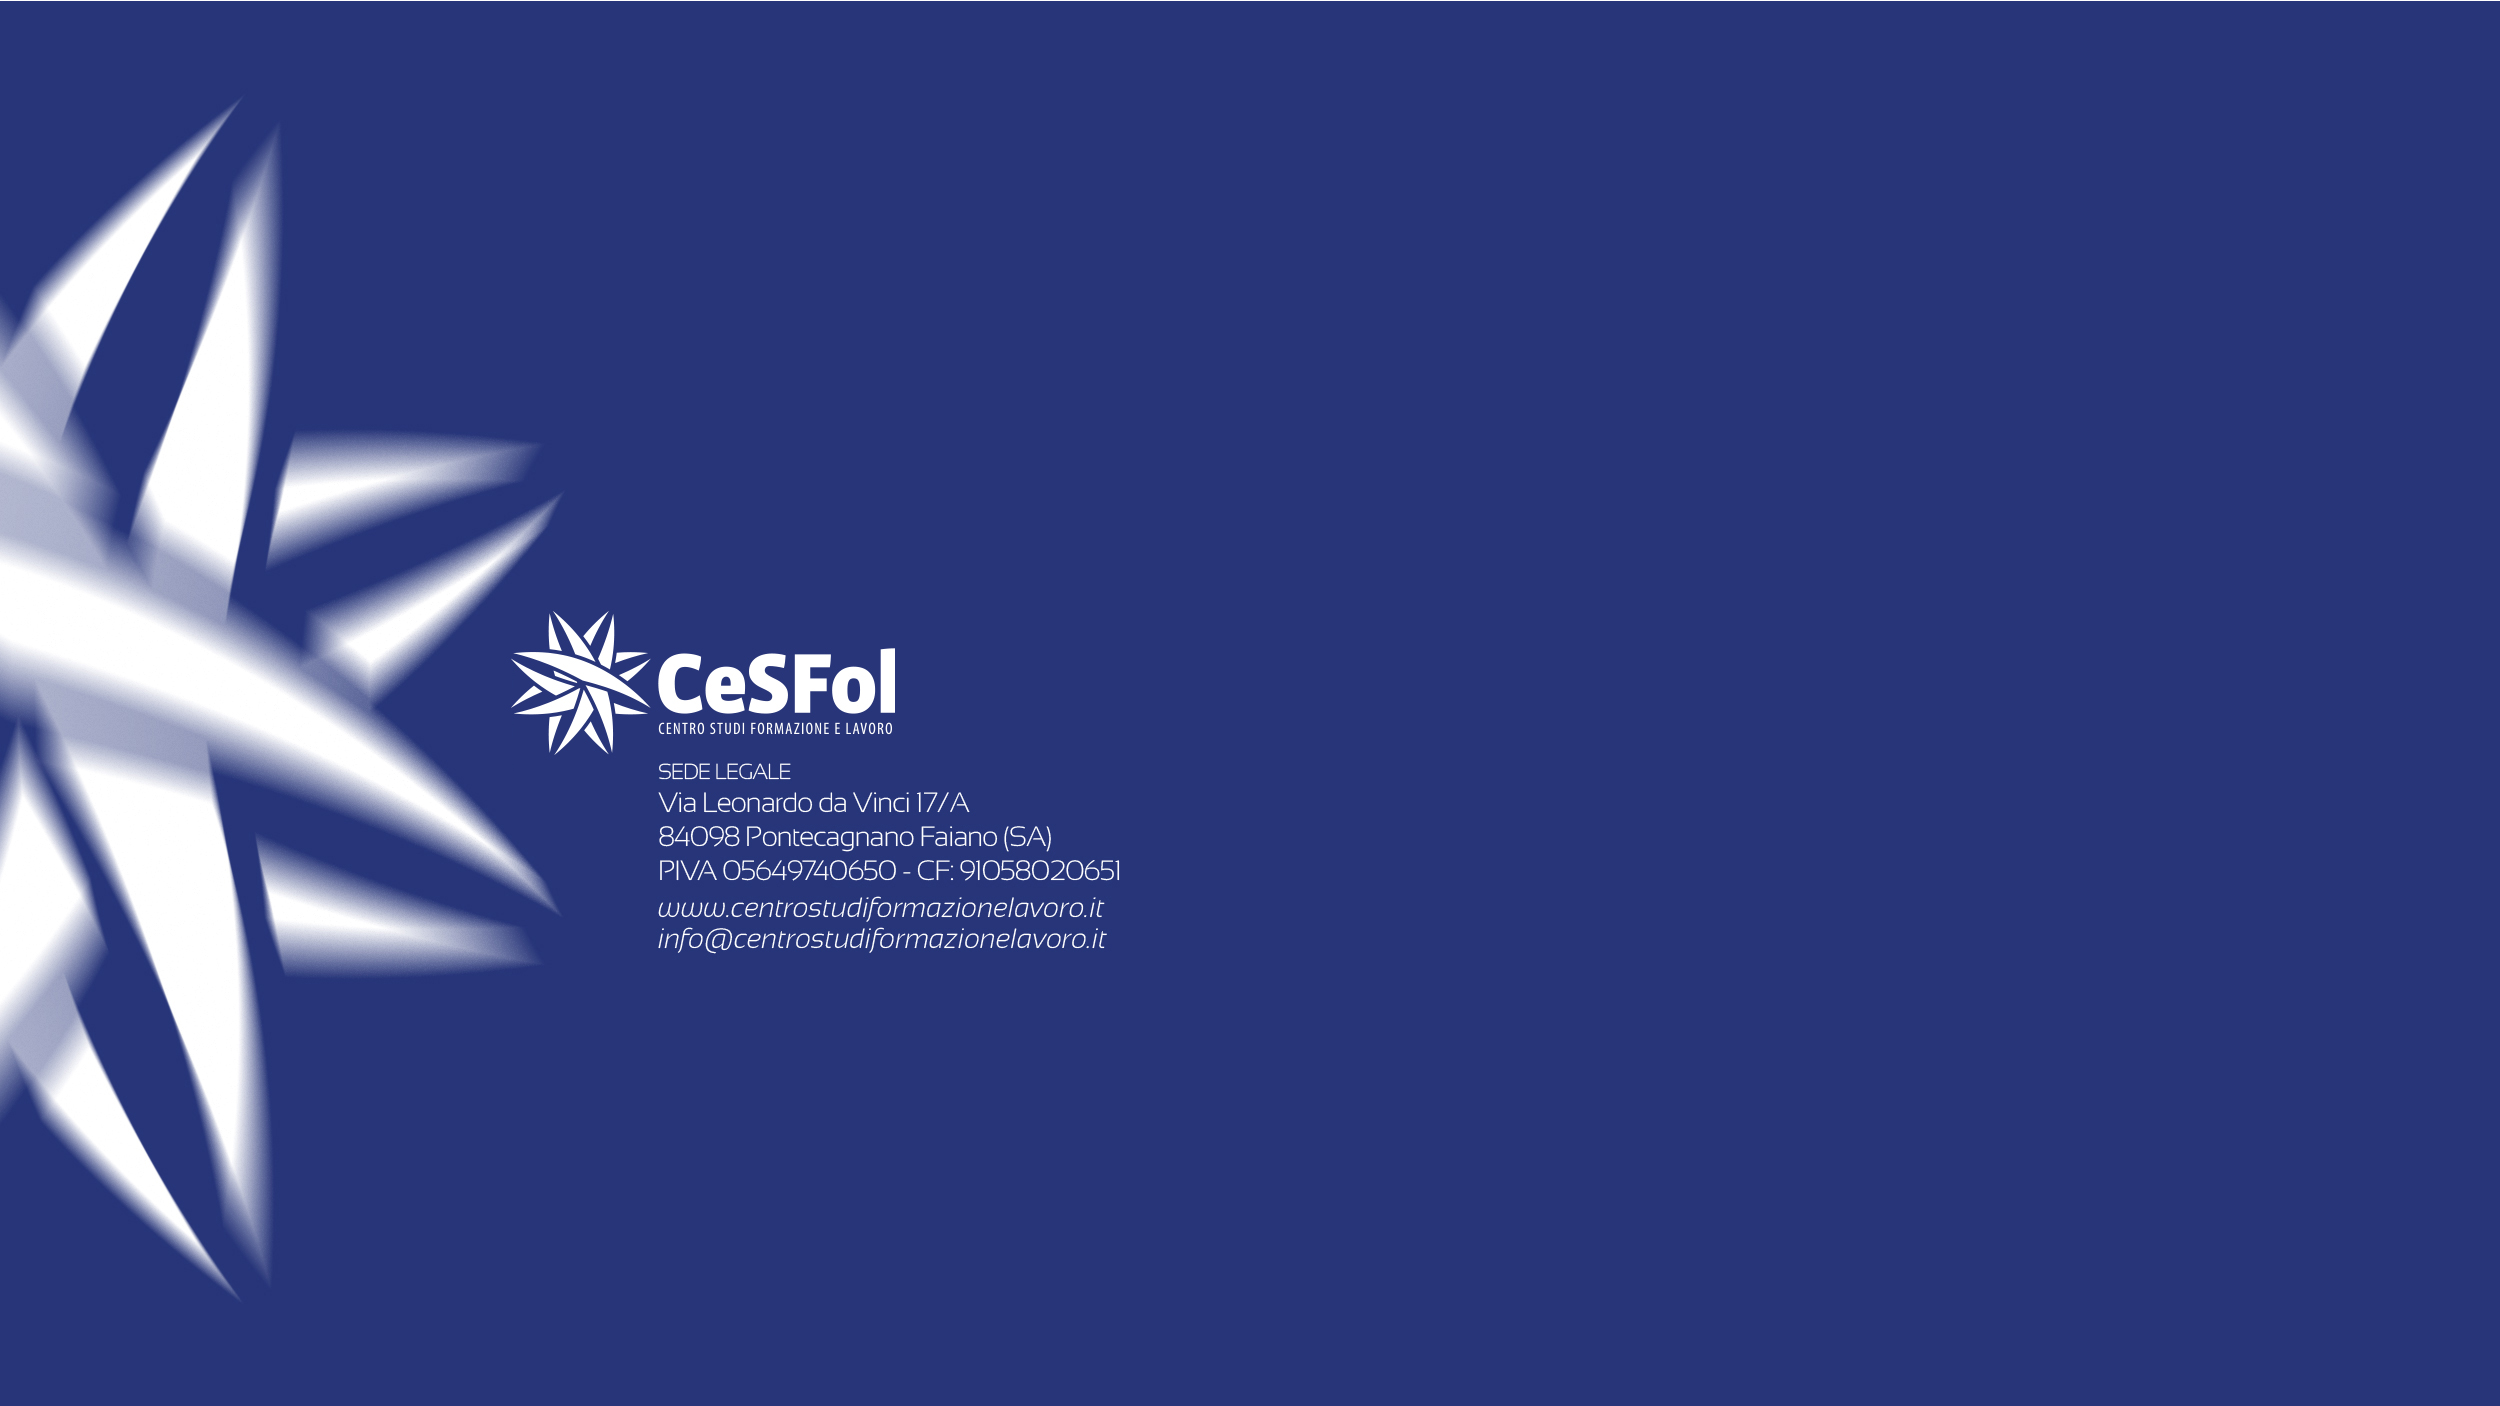 CeSFol
CENTRO STUDI FORMAZIONE E LAVORO
SEDE LEGALE
Via Leonardo da Vinci 17//A
84098 Pontecagnano Faiano (SA)
PIVA 05649740650 - CF: 91058020651
www.centrostudiformazionelavoro.it
info@centrostudiformazionelavoro.it